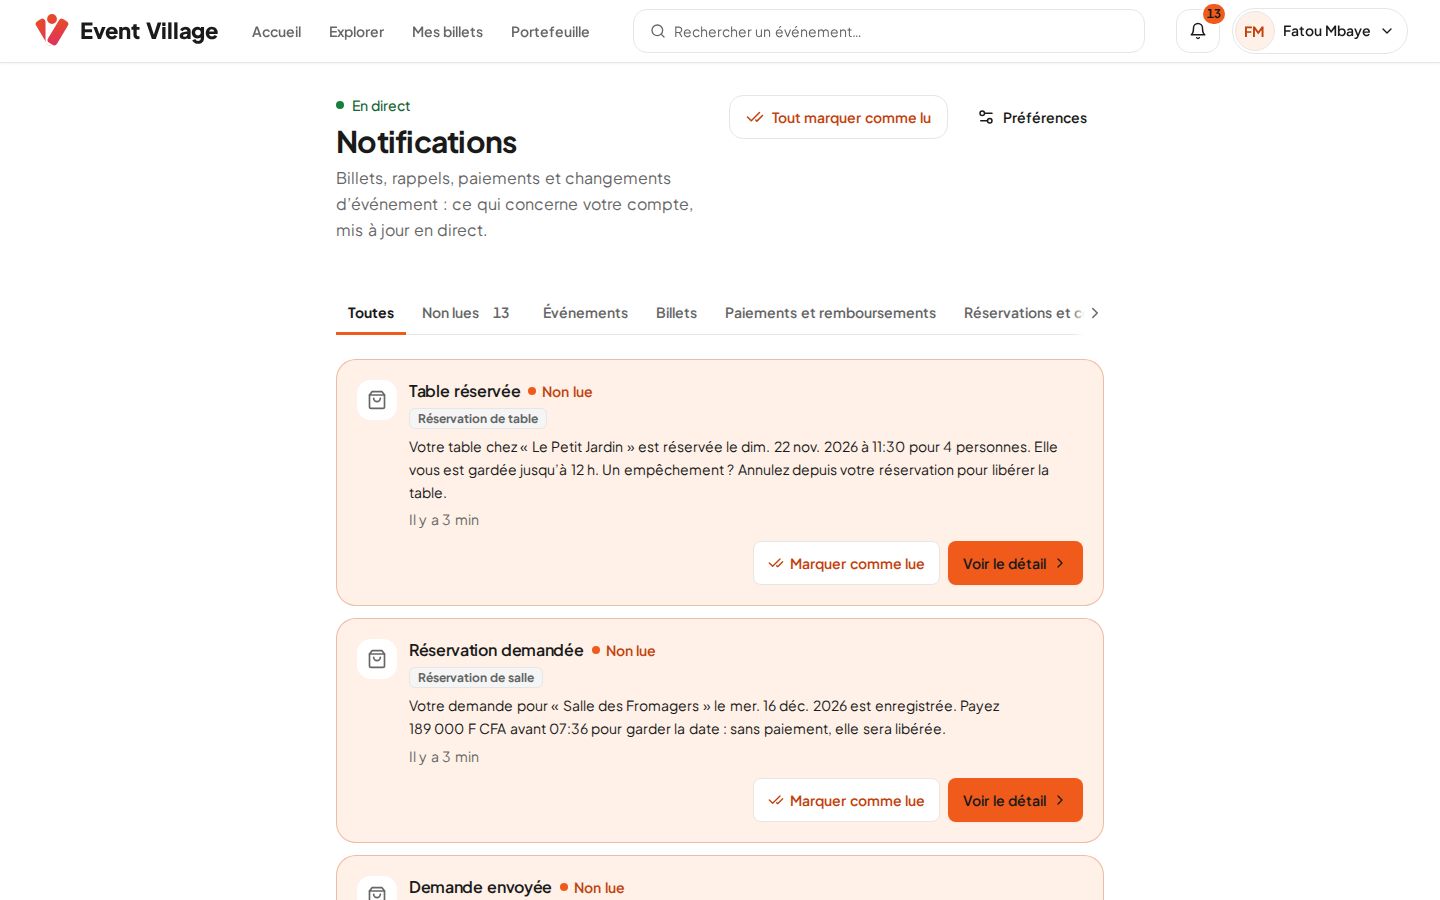 Event Village
Accueil
Explorer
Mes billets
Portefeuille
Rechercher un événement…
13
FM
Fatou Mbaye
En direct
Notifications
Billets, rappels, paiements et changements
d’événement : ce qui concerne votre compte,
mis à jour en direct.
Tout marquer comme lu
Préférences
Toutes
Non lues 13
Événements
Billets
Paiements et remboursements
Réservations et
Table réservée
Non lue
Réservation de table
Votre table chez « Le Petit Jardin » est réservée le dim. 22 nov. 2026 à 11:30 pour 4 personnes. Elle
vous est gardée jusqu’à 12 h. Un empêchement ? Annulez depuis votre réservation pour libérer la
table.
Il y a 3 min
Marquer comme lue
Voir le détail
Réservation demandée
Non lue
Réservation de salle
Votre demande pour « Salle des Fromagers » le mer. 16 déc. 2026 est enregistrée. Payez
189 000 F CFA avant 07:36 pour garder la date : sans paiement, elle sera libérée.
Il y a 3 min
Marquer comme lue
Voir le détail
Demande envoyée
Non lue